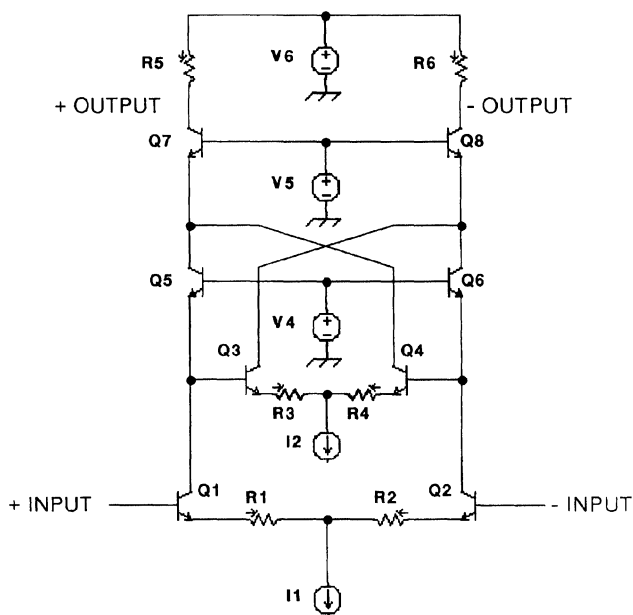 R5
V6
+
−
R6
+ OUTPUT
- OUTPUT
Q7
Q8
V5
+
−
Q5
Q6
V4
+
−
Q3
Q4
R3
R4
I2
Q1
R1
R2
Q2
+ INPUT
- INPUT
I1